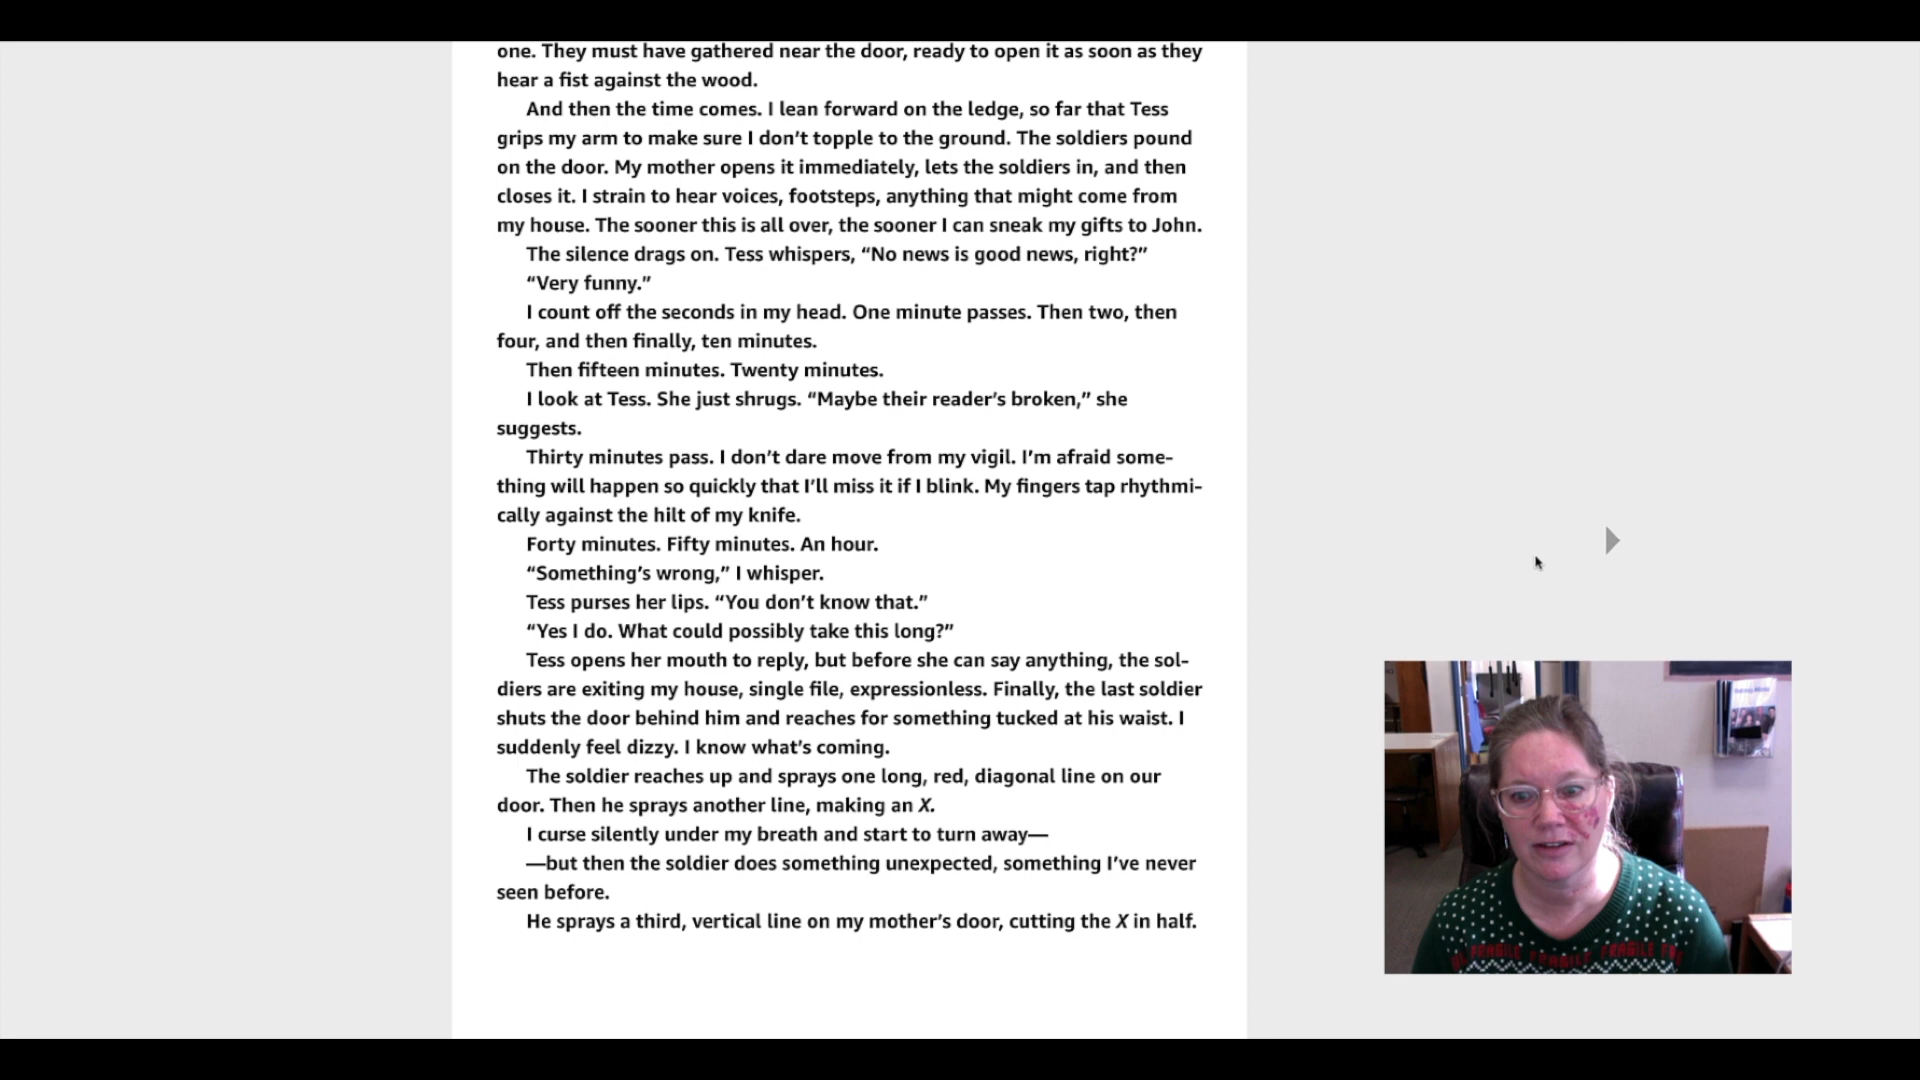 one. They must have gathered near the door, ready to open it as soon as they
hear a fist against the wood.
And then the time comes. I lean forward on the ledge, so far that Tess
grips my arm to make sure I don’t topple to the ground. The soldiers pound
on the door. My mother opens it immediately, lets the soldiers in, and then
closes it. I strain to hear voices, footsteps, anything that might come from
my house. The sooner this is all over, the sooner I can sneak my gifts to John.
The silence drags on. Tess whispers, “No news is good news, right?”
“Very funny.”
I count off the seconds in my head. One minute passes. Then two, then
four, and then finally, ten minutes.
Then fifteen minutes. Twenty minutes.
I look at Tess. She just shrugs. “Maybe their reader’s broken,” she
suggests.
Thirty minutes pass. I don’t dare move from my vigil. I’m afraid some-
thing will happen so quickly that I’ll miss it if I blink. My fingers tap rhythmi-
cally against the hilt of my knife.
Forty minutes. Fifty minutes. An hour.
“Something’s wrong,” I whisper.
Tess purses her lips. “You don’t know that.”
“Yes I do. What could possibly take this long?”
Tess opens her mouth to reply, but before she can say anything, the sol-
diers are exiting my house, single file, expressionless. Finally, the last soldier
shuts the door behind him and reaches for something tucked at his waist. I
suddenly feel dizzy. I know what’s coming.
The soldier reaches up and sprays one long, red, diagonal line on our
door. Then he sprays another line, making an X.
I curse silently under my breath and start to turn away—
—but then the soldier does something unexpected, something I’ve never
seen before.
He sprays a third, vertical line on my mother’s door, cutting the X in half.
FRAGILE FRAGILE FRAGILE